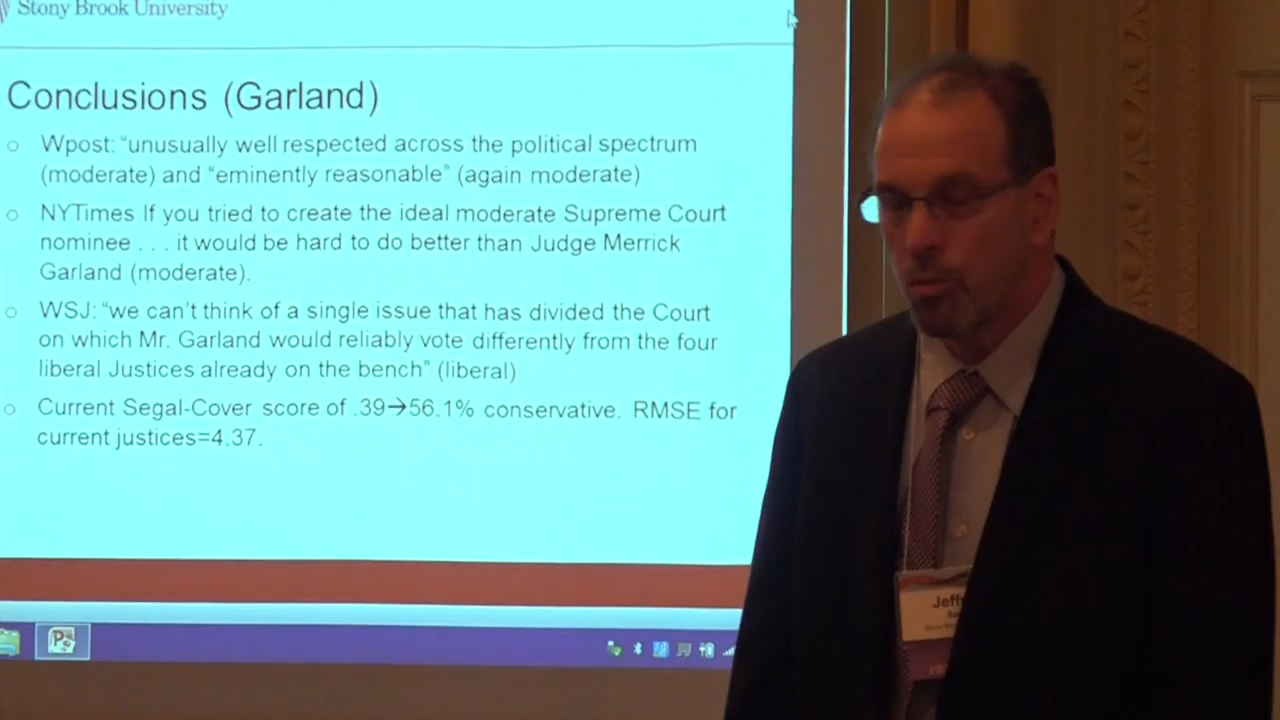 Stony Brook University
Conclusions (Garland)
Wpost: “unusually well respected across the political spectrum
(moderate) and “eminently reasonable” (again moderate)
NYTimes If you tried to create the ideal moderate Supreme Court
nominee . . . it would be hard to do better than Judge Merrick
Garland (moderate).
WSJ: “we can’t think of a single issue that has divided the Court
on which Mr. Garland would reliably vote differently from the four
liberal Justices already on the bench” (liberal)
Current Segal-Cover score of .39→56.1% conservative. RMSE for
current justices=4.37.
Jeff